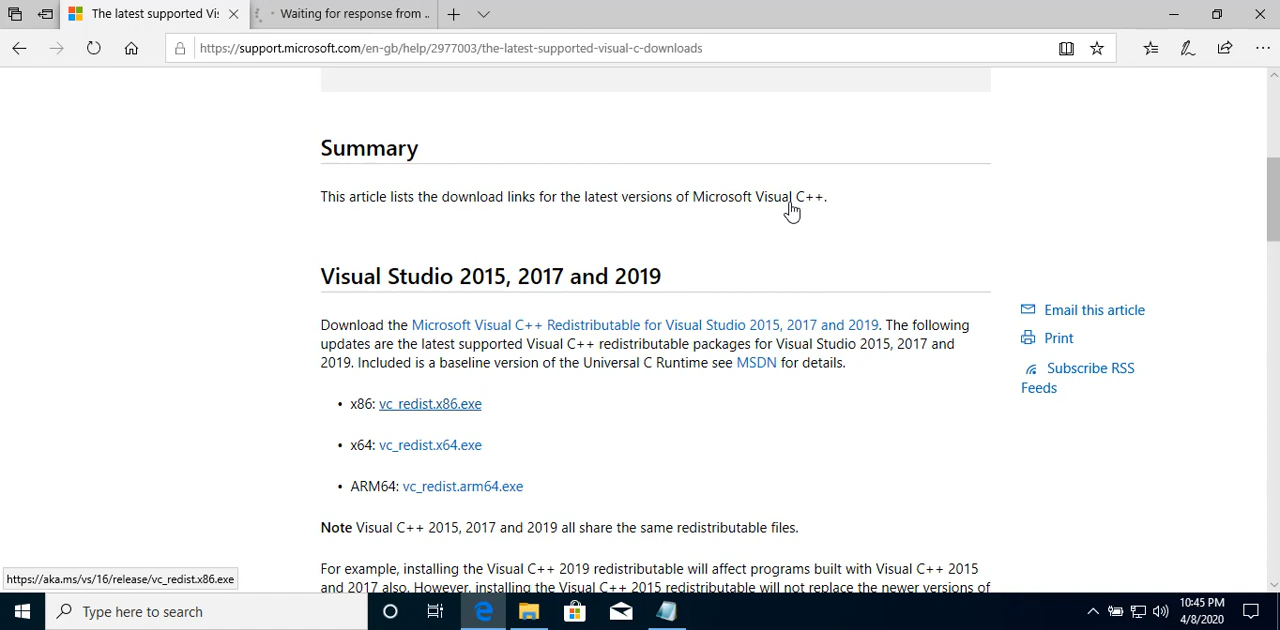 The latest supported Vi
Waiting for response from ..
https://support.microsoft.com/en-gb/help/2977003/the-latest-supported-visual-c-downloads
Summary
This article lists the download links for the latest versions of Microsoft Visual C++.
Visual Studio 2015, 2017 and 2019
Download the Microsoft Visual C++ Redistributable for Visual Studio 2015, 2017 and 2019. The following
updates are the latest supported Visual C++ redistributable packages for Visual Studio 2015, 2017 and
2019. Included is a baseline version of the Universal C Runtime see MSDN for details.
• x86: vc_redist.x86.exe
• x64: vc_redist.x64.exe
• ARM64: vc_redist.arm64.exe
Note Visual C++ 2015, 2017 and 2019 all share the same redistributable files.
For example, installing the Visual C++ 2019 redistributable will affect programs built with Visual C++ 2015
and 2017 also. However, installing the Visual C++ 2015 redistributable will not replace the newer versions of
Email this article
Print
Subscribe RSS
Feeds
https://aka.ms/vs/16/release/vc_redist.x86.exe
Type here to search
10:45 PM
4/8/2020